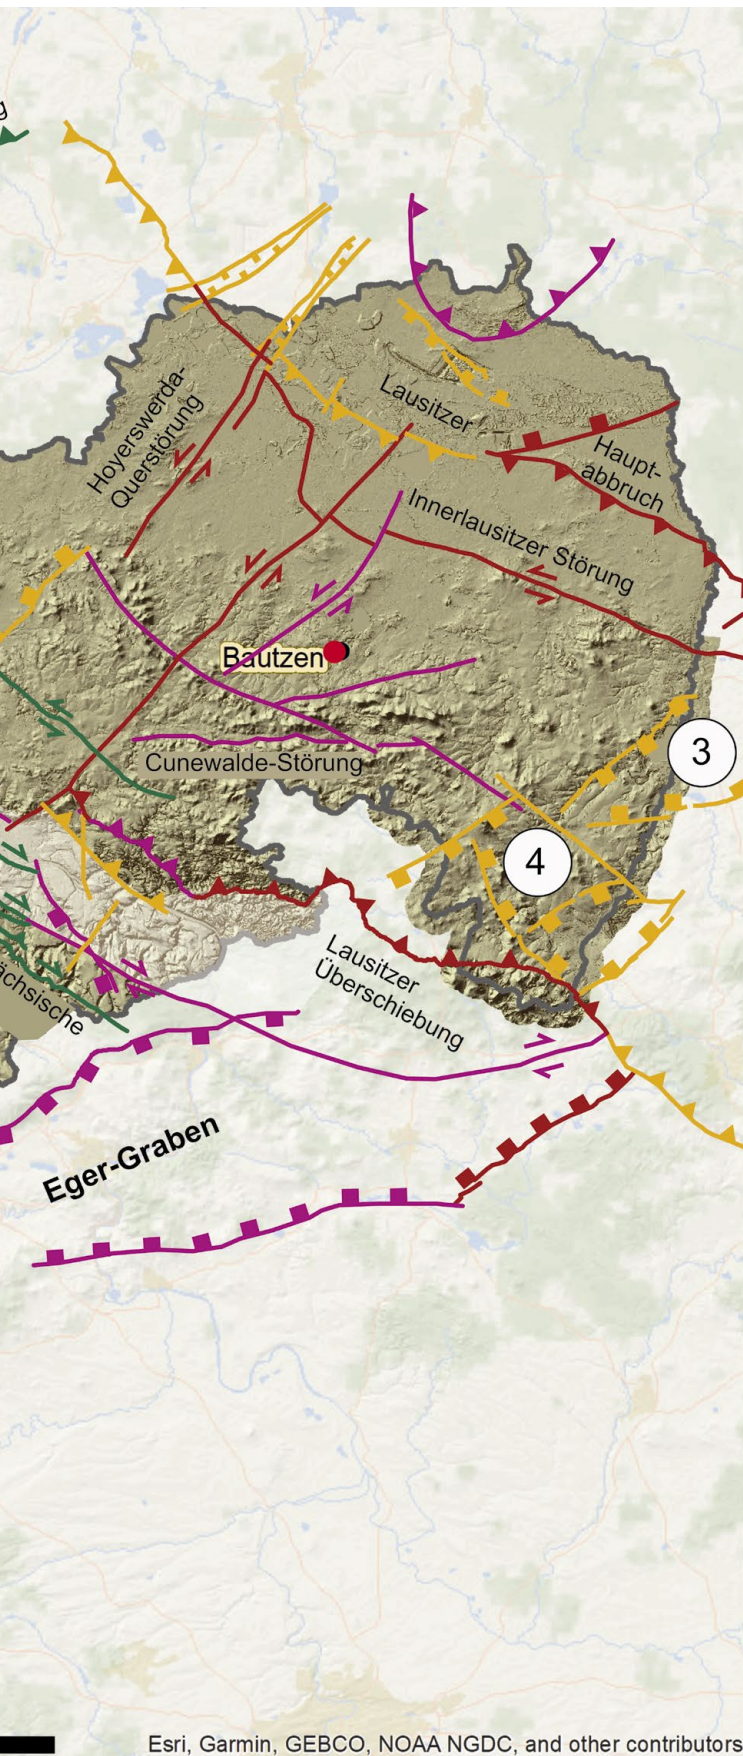 g
Hoyerswerda-
Querstörung
Lausitzer
Haupt-
abbruch
Innerlausitzer Störung
Bautzen
3
Cunewalde-Störung
4
Lausitzer
Überschiebung
ächsische
Eger-Graben
Esri, Garmin, GEBCO, NOAA NGDC, and other contributors